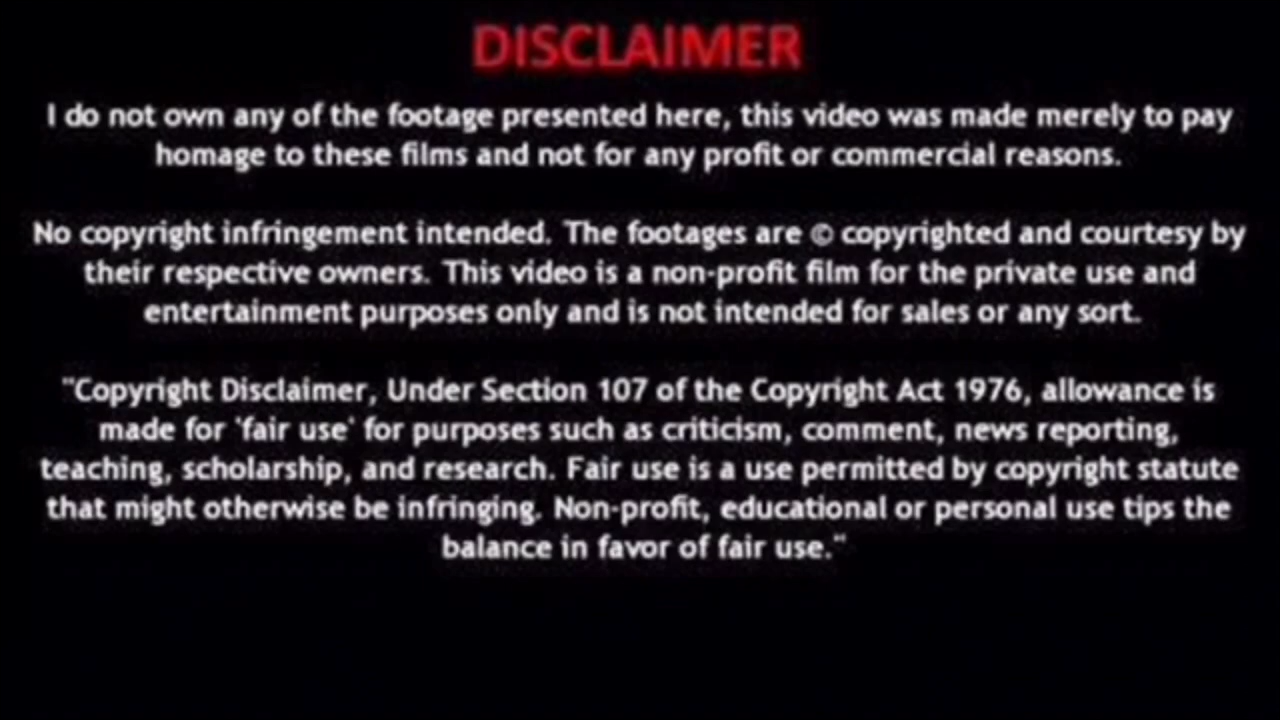 DISCLAIMER
I do not own any of the footage presented here, this video was made merely to pay
homage to these films and not for any profit or commercial reasons.
No copyright infringement intended. The footages are © copyrighted and courtesy by
their respective owners. This video is a non-profit film for the private use and
entertainment purposes only and is not intended for sales or any sort.
"Copyright Disclaimer, Under Section 107 of the Copyright Act 1976, allowance is
made for 'fair use' for purposes such as criticism, comment, news reporting,
teaching, scholarship, and research. Fair use is a use permitted by copyright statute
that might otherwise be infringing. Non-profit, educational or personal use tips the
balance in favor of fair use."